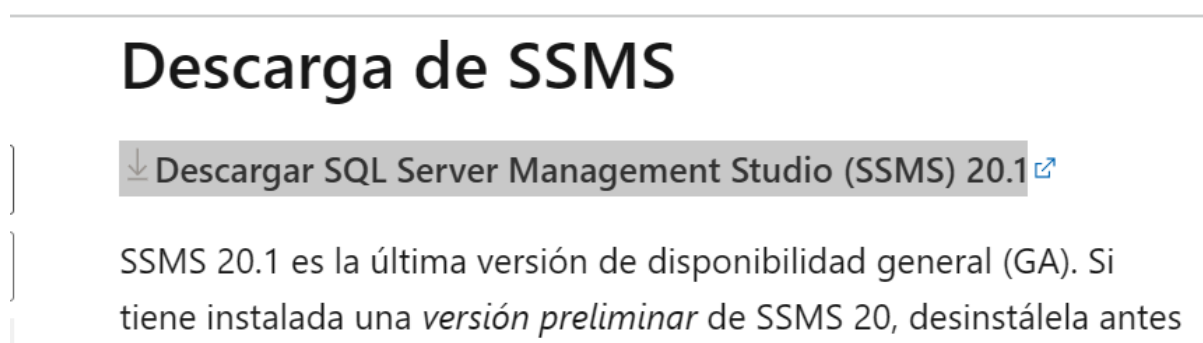 Descarga de SSMS
Descargar SQL Server Management Studio (SSMS) 20.1
SSMS 20.1 es la última versión de disponibilidad general (GA). Si
tiene instalada una versión preliminar de SSMS 20, desinstálela antes